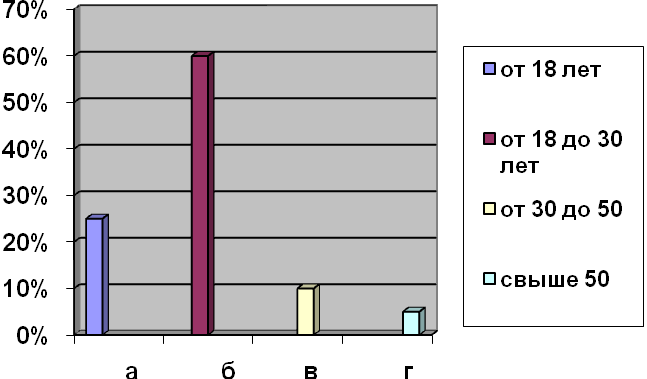 70%
60%
50%
40%
30%
20%
10%
0%
а б в г
от 18 лет
от 18 до 30
лет
от 30 до 50
свыше 50